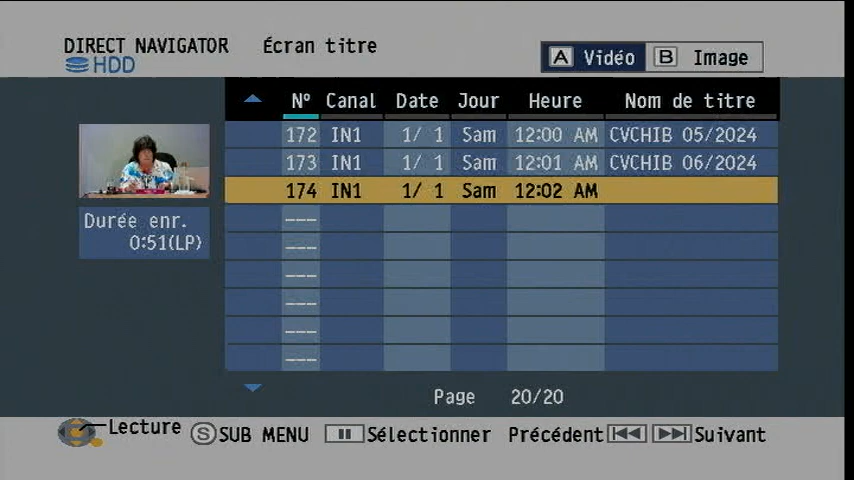 DIRECT NAVIGATOR Écran titre
HDD
A Vidéo B Image
Nº Canal Date Jour Heure Nom de titre
172 IN1 1/ 1 Sam 12:00 AM CVCHIB 05/2024
173 IN1 1/ 1 Sam 12:01 AM CVCHIB 06/2024
174 IN1 1/ 1 Sam 12:02 AM
Durée enr.
0:51(LP)
---
---
---
---
---
---
Page 20/20
Lecture S SUB MENU Sélectionner Précédent Suivant